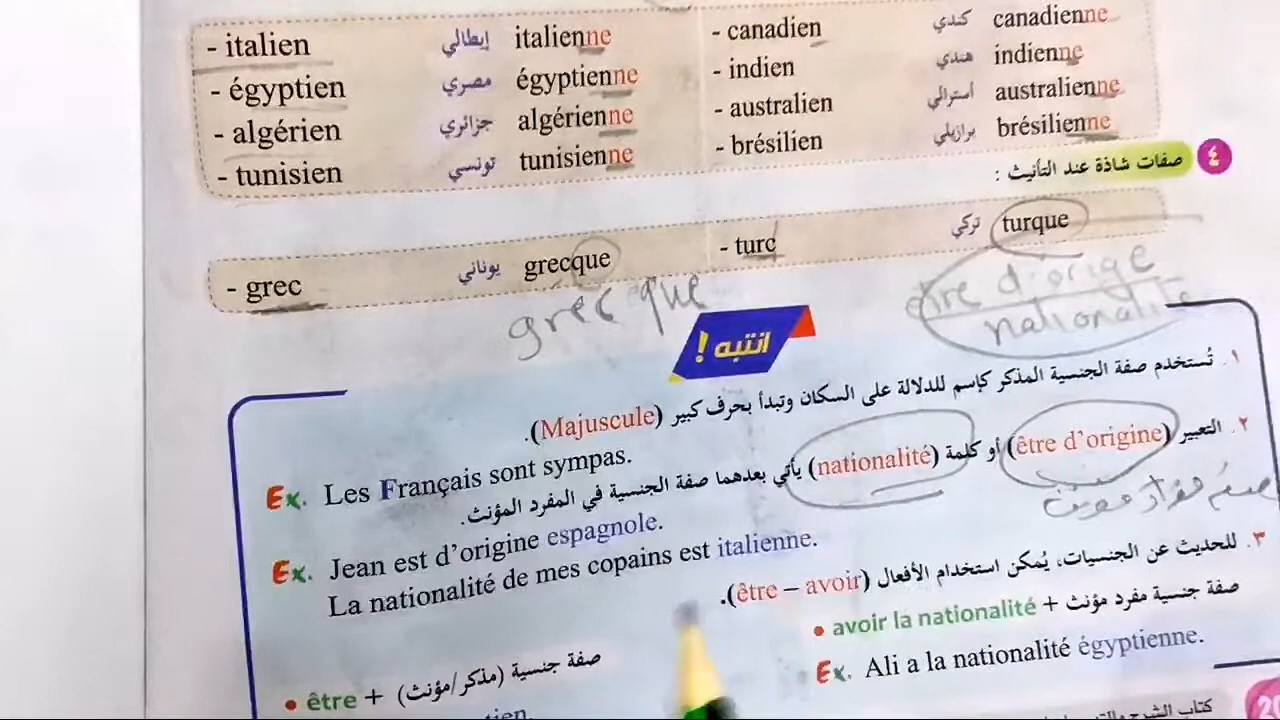 - italien إيطالي italienne - canadien كندي canadienne
- égyptien مصري égyptienne - indien هندي indienne
- algérien جزائري algérienne - australien أسترالي australienne
- tunisien تونسي tunisienne - brésilien برازيلي brésilienne
٤ صفات شاذة عند التأنيث :
- grec يوناني grecque - turc تركي turque
grecque
être d'orige
nationalité
انتبه !
١. تُستخدم صفة الجنسية المذكر كإسم للدلالة على السكان وتبدأ بحرف كبير (Majuscule).
Ex. Les Français sont sympas.
٢. التعبير (être d'origine) أو كلمة (nationalité) يأتي بعدهما صفة الجنسية في المفرد المؤنث.
Ex. Jean est d'origine espagnole.
La nationalité de mes copains est italienne.
٣. للحديث عن الجنسيات، يُمكن استخدام الأفعال (être – avoir).
• avoir la nationalité + صفة جنسية مفرد مؤنث
Ex. Ali a la nationalité égyptienne.
• être + صفة جنسية (مذكر/مؤنث)
كتاب الشرح